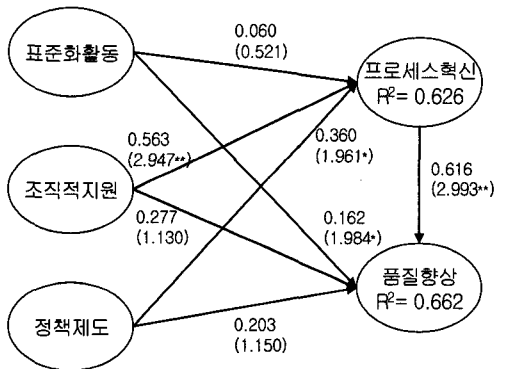 표준화활동
0.060
(0.521)
프로세스혁신
R²= 0.626
0.563
(2.947**)
0.360
(1.961*)
조직적지원
0.277
(1.130)
0.616
(2.993**)
0.162
(1.984*)
품질향상
R²= 0.662
정책제도
0.203
(1.150)